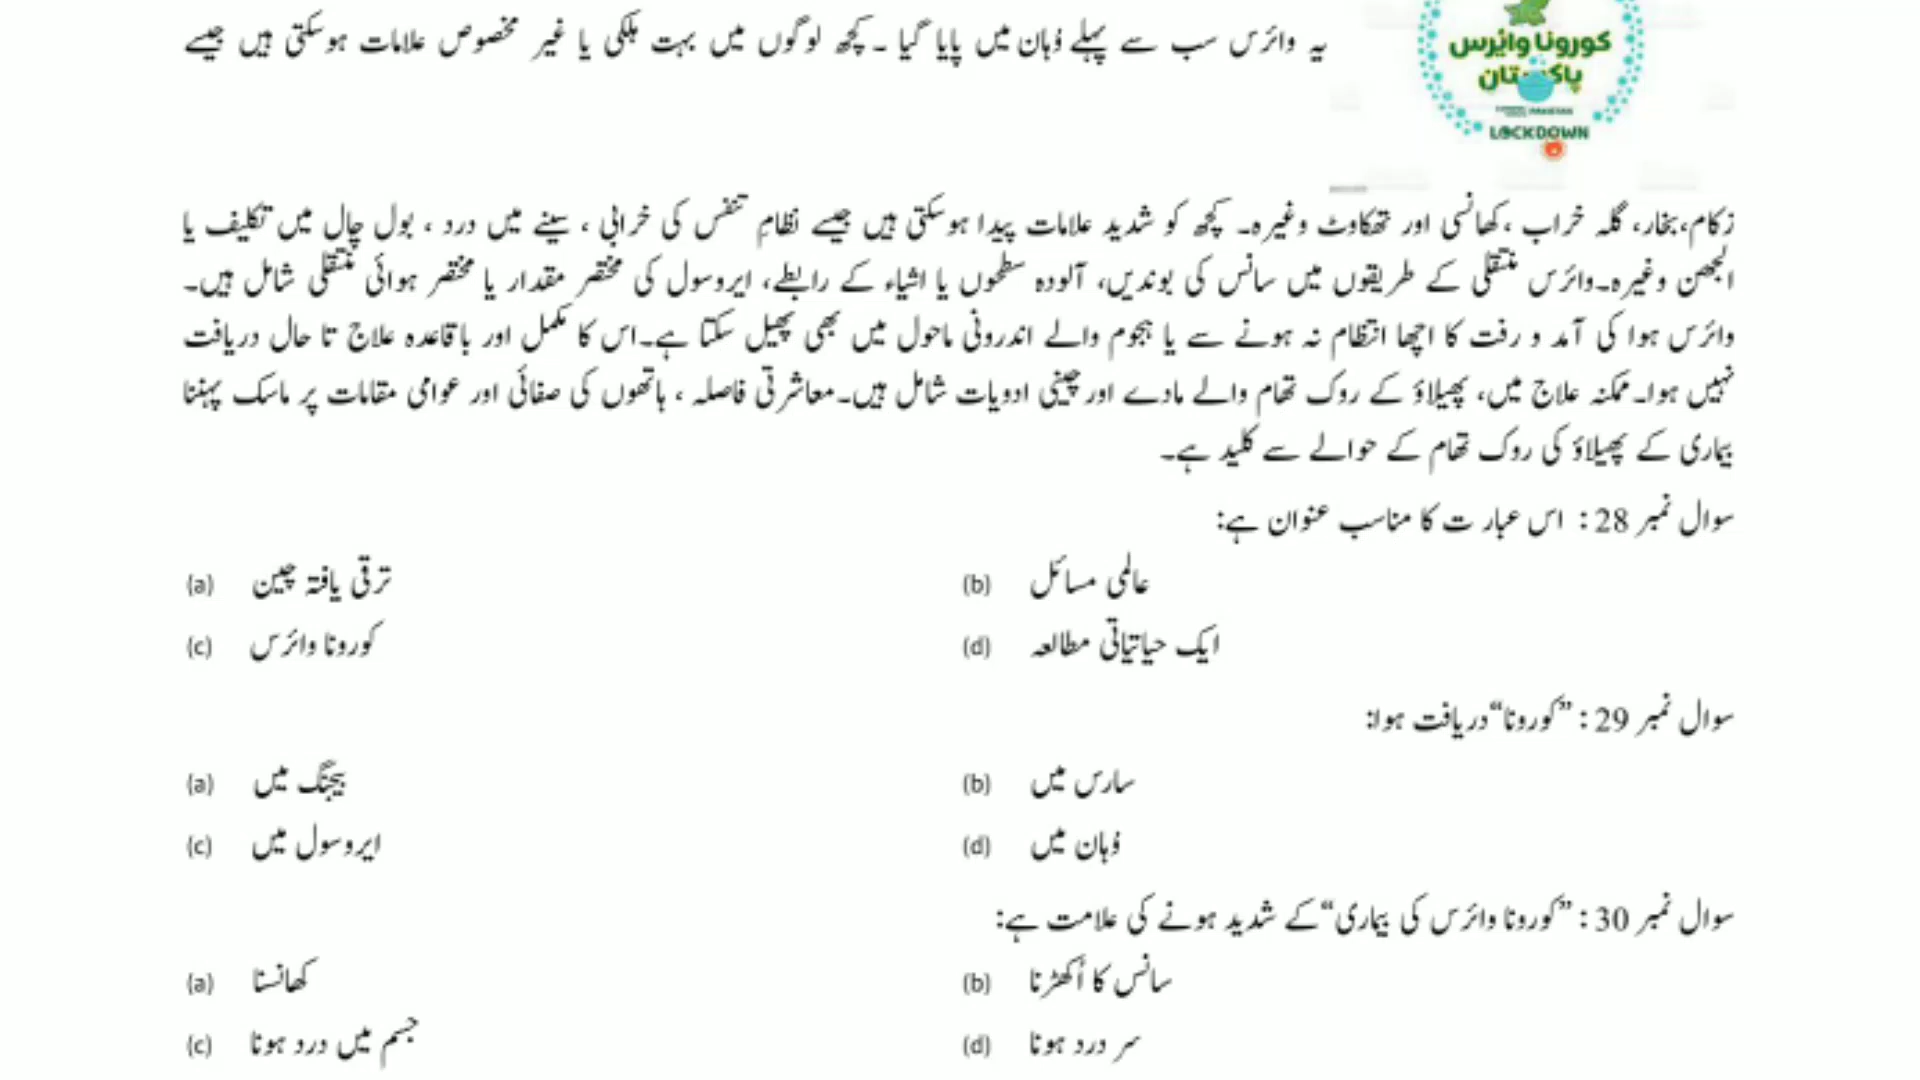 یہ وائرس سب سے پہلے وُہان میں پایا گیا ۔ کچھ لوگوں میں بہت ہلکی یا غیر مخصوص علامات ہوسکتی ہیں جیسے
کورونا وائرس
پاکستان
LOCKDOWN
زکام،بخار، گلہ خراب ،کھانسی اور تھکاوٹ وغیرہ۔ کچھ کو شدید علامات پیدا ہوسکتی ہیں جیسے نظامِ تنفس کی خرابی ، سینے میں درد ، بول چال میں تکلیف یا
الجھن وغیرہ۔وائرس منتقلی کے طریقوں میں سانس کی بوندیں، آلودہ سطحوں یا اشیاء کے رابطے، ایروسول کی مختصر مقدار یا مختصر ہوائی منتقلی شامل ہیں۔
وائرس ہوا کی آمد و رفت کا اچھا انتظام نہ ہونے سے یا ہجوم والے اندرونی ماحول میں بھی پھیل سکتا ہے۔اس کا مکمل اور باقاعدہ علاج تا حال دریافت
نہیں ہوا۔ممکنہ علاج میں، پھیلاؤ کے روک تھام والے مادے اور چینی ادویات شامل ہیں۔معاشرتی فاصلہ ، ہاتھوں کی صفائی اور عوامی مقامات پر ماسک پہننا
بیماری کے پھیلاؤ کی روک تھام کے حوالے سے کلید ہے۔
سوال نمبر 28 : اس عبارت کا مناسب عنوان ہے:
(a) ترقی یافتہ چین (b) عالمی مسائل
(c) کورونا وائرس (d) ایک حیاتیاتی مطالعہ
سوال نمبر 29 : ”کورونا“دریافت ہوا:
(a) بیجنگ میں (b) سارس میں
(c) ایروسول میں (d) وُہان میں
سوال نمبر 30 : ”کورونا وائرس کی بیماری“کے شدید ہونے کی علامت ہے:
(a) کھانسنا (b) سانس کا اُکھڑنا
(c) جسم میں درد ہونا (d) سر درد ہونا